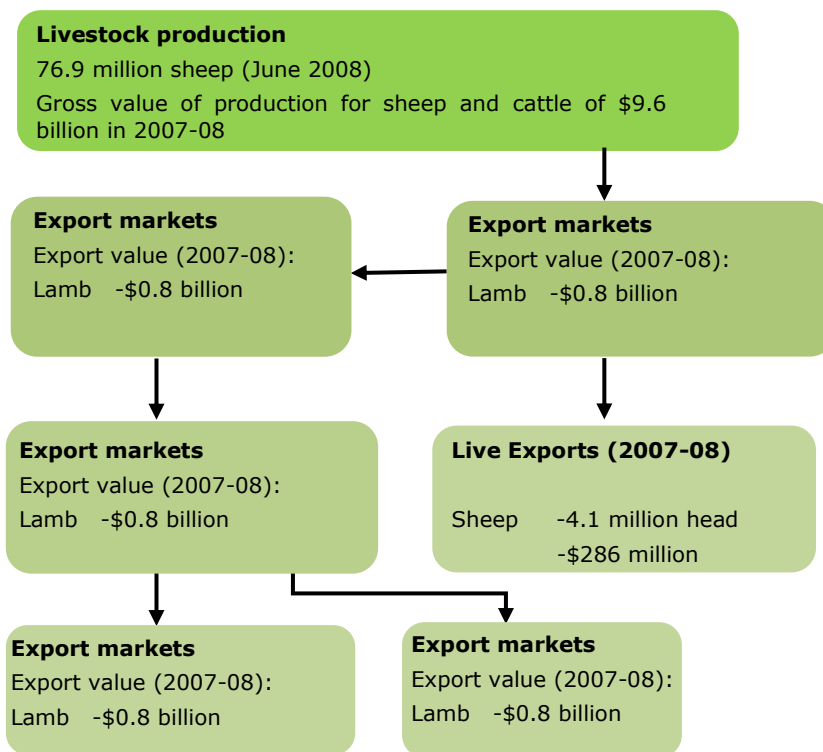 Livestock production
76.9 million sheep (June 2008)
Gross value of production for sheep and cattle of $9.6
billion in 2007-08
Export markets
Export value (2007-08):
Lamb -$0.8 billion
Export markets
Export value (2007-08):
Lamb -$0.8 billion
Export markets
Export value (2007-08):
Lamb -$0.8 billion
Live Exports (2007-08)
Sheep -4.1 million head
-$286 million
Export markets
Export value (2007-08):
Lamb -$0.8 billion
Export markets
Export value (2007-08):
Lamb -$0.8 billion